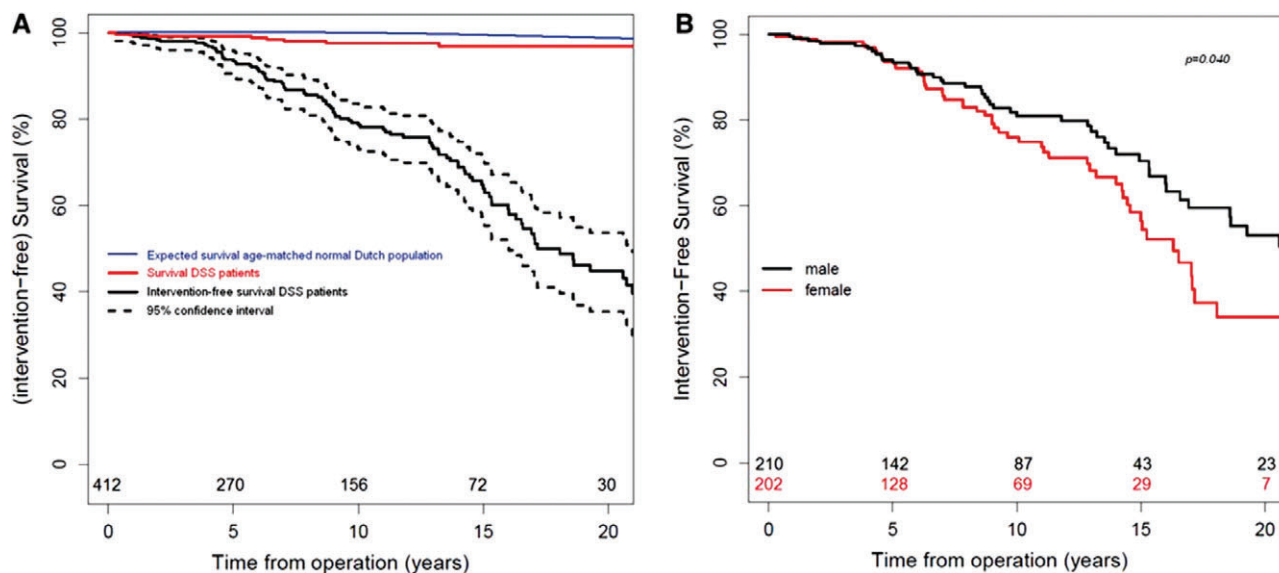 A
(intervention−free) Survival (%)
100
80
60
40
20
0
Expected survival age−matched normal Dutch population
Survival DSS patients
Intervention−free survival DSS patients
95% confidence interval
412 270 156 72 30
0 5 10 15 20
Time from operation (years)
B
Intervention−Free Survival (%)
100
80
60
40
20
0
p=0.040
male
female
210 142 87 43 23
202 128 69 29 7
0 5 10 15 20
Time from operation (years)